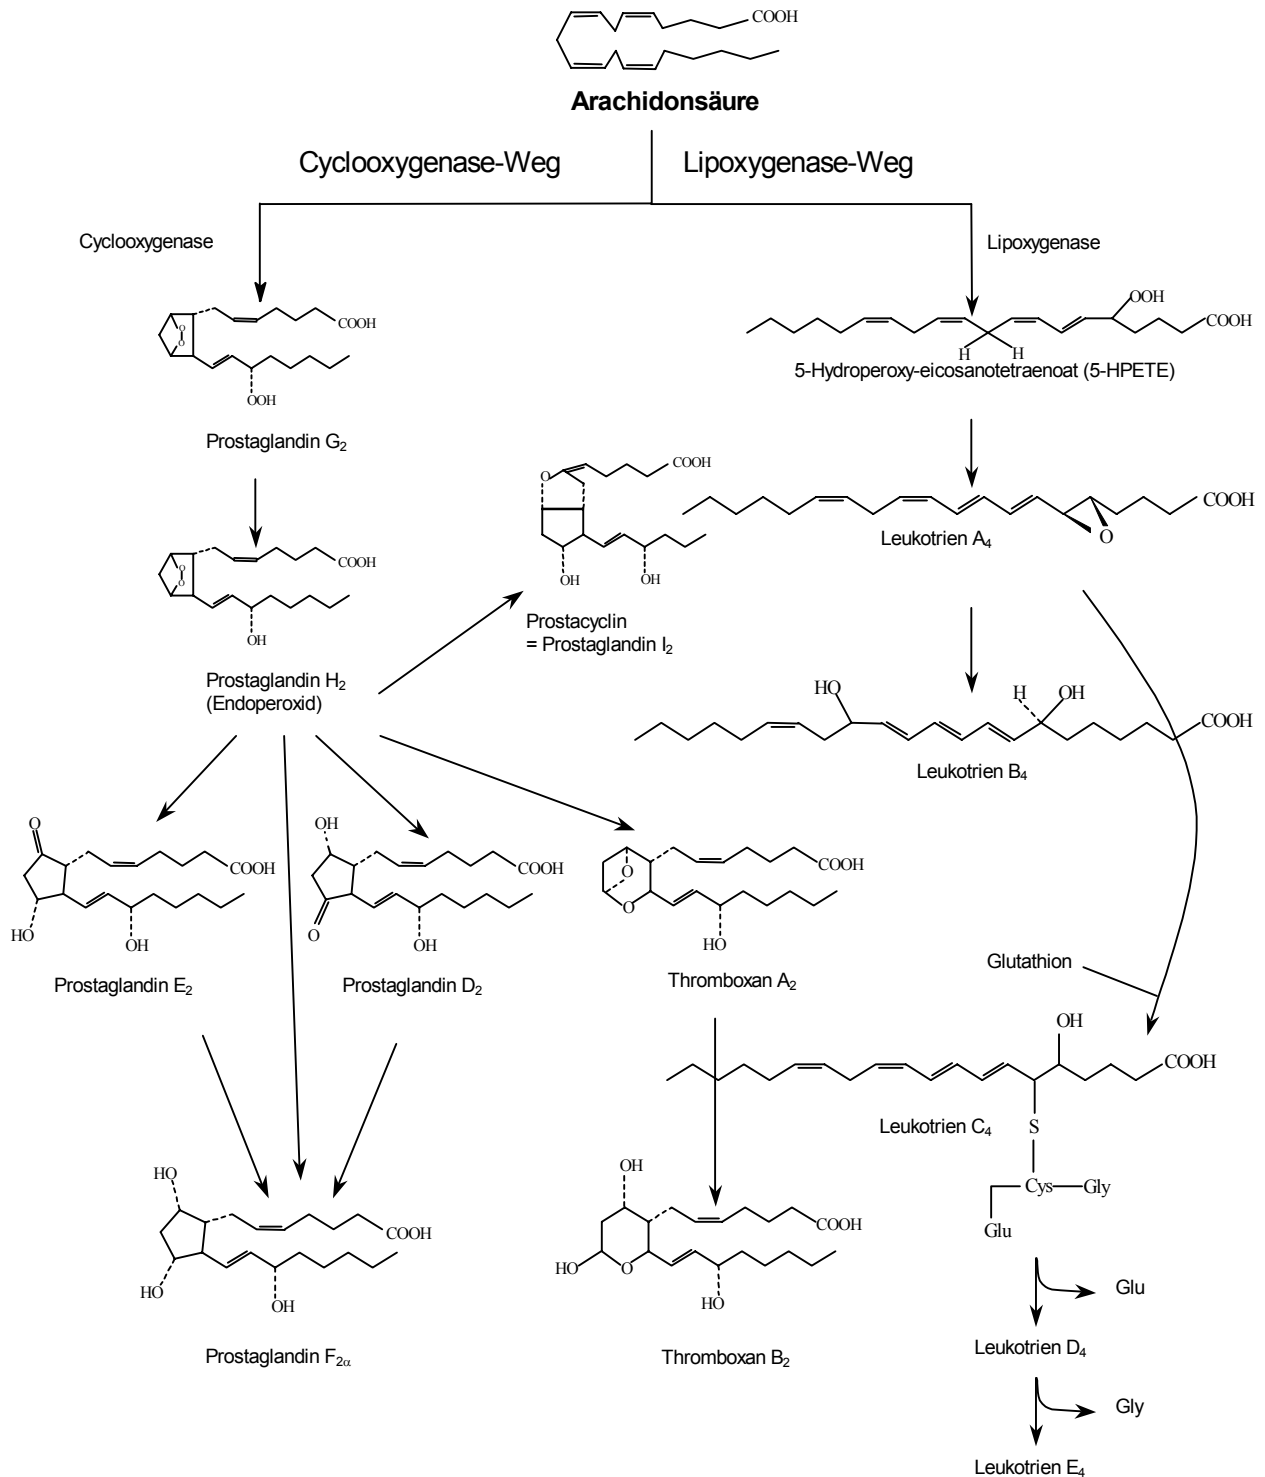 COOH
Arachidonsäure
Cyclooxygenase-Weg
Lipoxygenase-Weg
Cyclooxygenase
Lipoxygenase
O
O
COOH
OOH
Prostaglandin G2
OOH
COOH
H
H
5-Hydroperoxy-eicosanotetraenoat (5-HPETE)
O
O
COOH
OH
Prostaglandin H2
(Endoperoxid)
COOH
O
OH
OH
Prostacyclin
= Prostaglandin I2
COOH
O
Leukotrien A4
HO
H
OH
COOH
Leukotrien B4
O
COOH
HO
OH
Prostaglandin E2
OH
COOH
O
OH
Prostaglandin D2
O
O
COOH
HO
Thromboxan A2
Glutathion
OH
COOH
Leukotrien C4
S
Cys
Gly
Glu
HO
COOH
HO
OH
Prostaglandin F2α
OH
COOH
HO
O
HO
Thromboxan B2
Glu
Leukotrien D4
Gly
Leukotrien E4